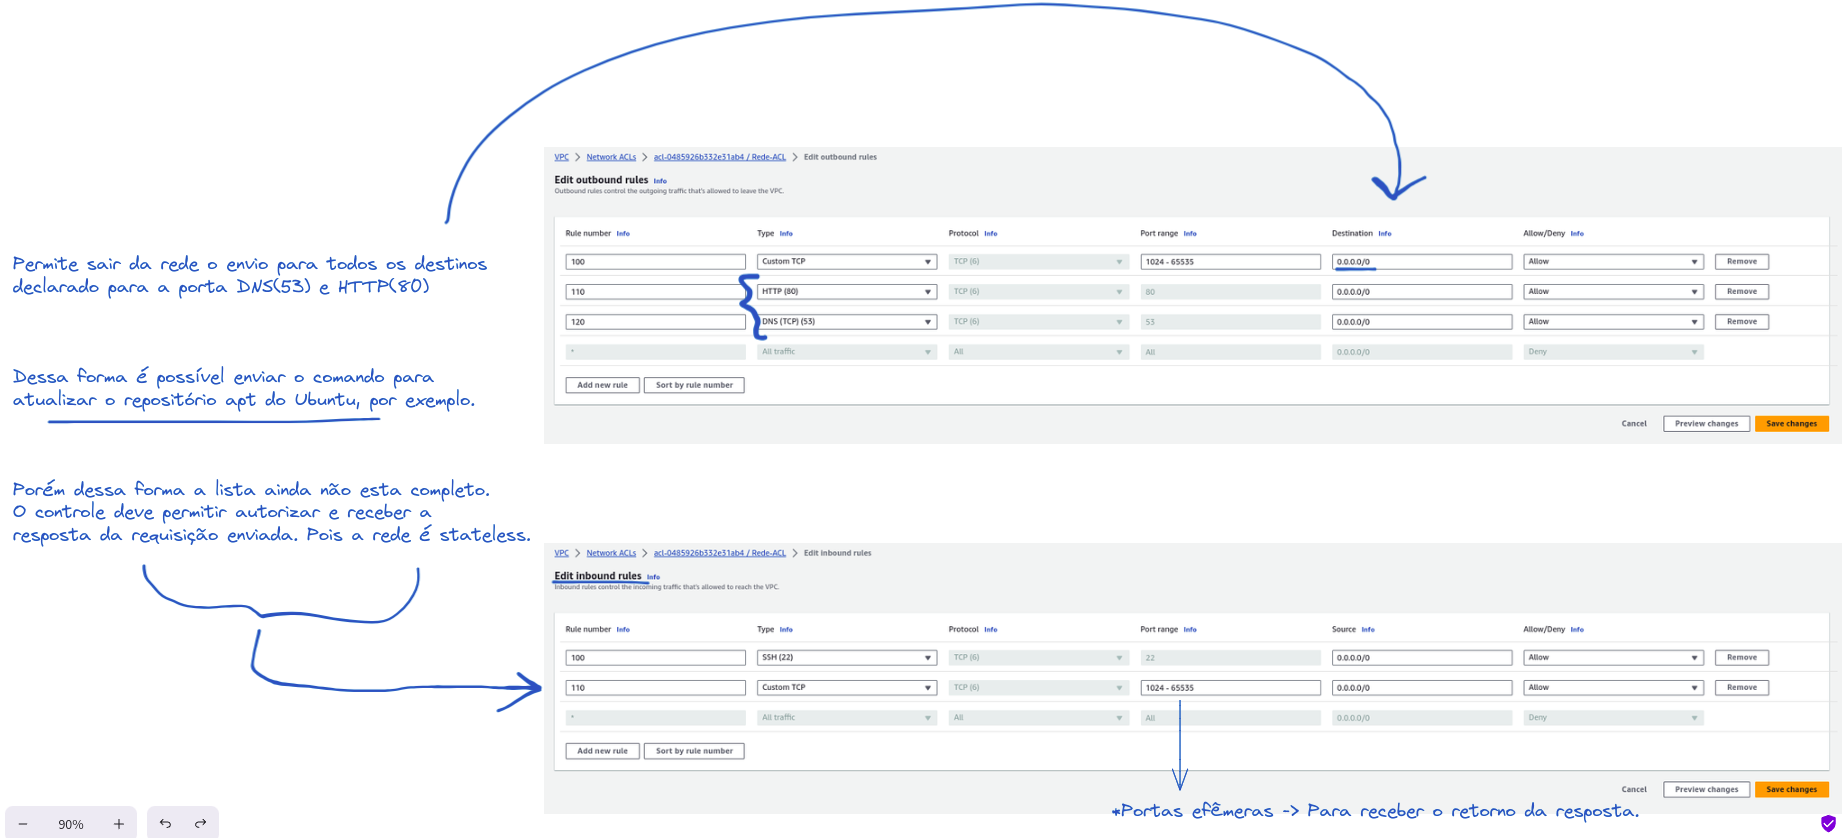 VPC > Network ACLs > acl-0485926b332e31ab4 / Rede-ACL > Edit outbound rules
Edit outbound rules Info
Outbound rules control the outgoing traffic that's allowed to leave the VPC.
Rule number Info Type Info Protocol Info Port range Info Destination Info Allow/Deny Info
100 Custom TCP TCP (6) 1024 - 65535 0.0.0.0/0 Allow Remove
110 HTTP (80) TCP (6) 80 0.0.0.0/0 Allow Remove
120 DNS (TCP) (53) TCP (6) 53 0.0.0.0/0 Allow Remove
* All traffic All All 0.0.0.0/0 Deny
Add new rule Sort by rule number
Cancel Preview changes Save changes
Permite sair da rede o envio para todos os destinos
declarado para a porta DNS(53) e HTTP(80)
Dessa forma é possível enviar o comando para
atualizar o repositório apt do Ubuntu, por exemplo.
Porém dessa forma a lista ainda não esta completo.
O controle deve permitir autorizar e receber a
resposta da requisição enviada. Pois a rede é stateless.
VPC > Network ACLs > acl-0485926b332e31ab4 / Rede-ACL > Edit inbound rules
Edit inbound rules Info
Inbound rules control the incoming traffic that's allowed to reach the VPC.
Rule number Info Type Info Protocol Info Port range Info Source Info Allow/Deny Info
100 SSH (22) TCP (6) 22 0.0.0.0/0 Allow Remove
110 Custom TCP TCP (6) 1024 - 65535 0.0.0.0/0 Allow Remove
* All traffic All All 0.0.0.0/0 Deny
Add new rule Sort by rule number
Cancel Preview changes Save changes
*Portas efêmeras -> Para receber o retorno da resposta.
− 90% +